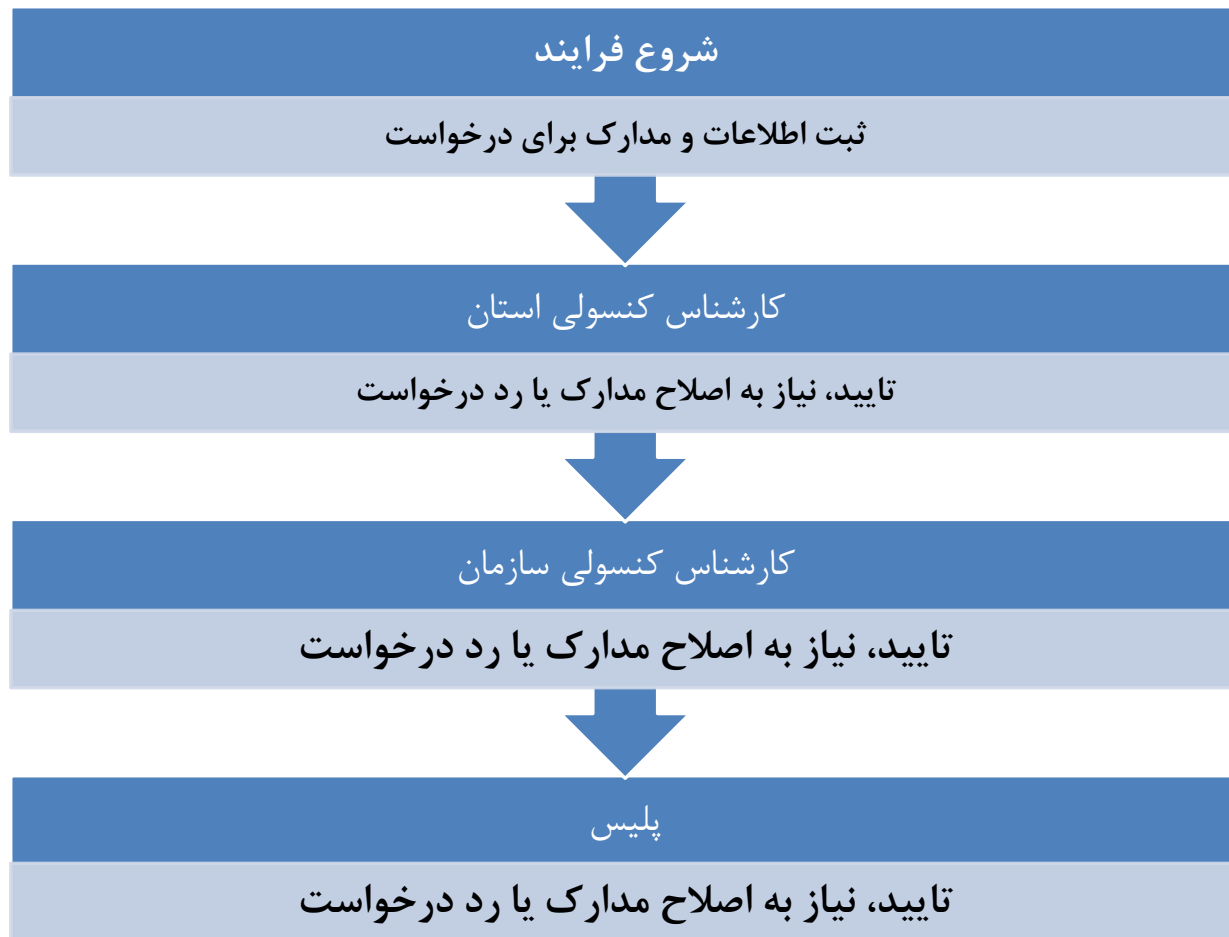 شروع فرایند
ثبت اطلاعات و مدارک برای درخواست
کارشناس کنسولی استان
تایید، نیاز به اصلاح مدارک یا رد درخواست
کارشناس کنسولی سازمان
تایید، نیاز به اصلاح مدارک یا رد درخواست
پلیس
تایید، نیاز به اصلاح مدارک یا رد درخواست